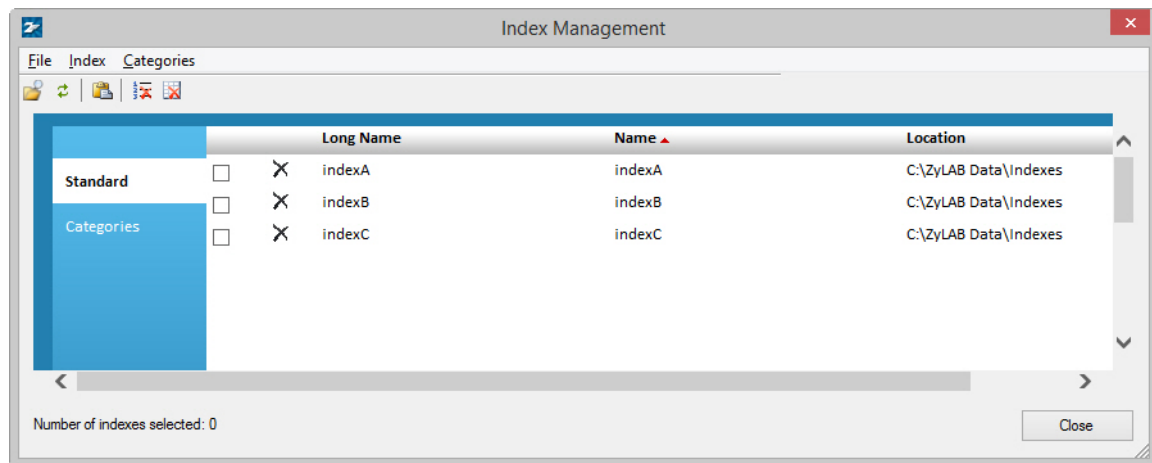 Index Management
File Index Categories
Long Name Name Location
Standard
Categories
indexA indexA C:\ZyLAB Data\Indexes
indexB indexB C:\ZyLAB Data\Indexes
indexC indexC C:\ZyLAB Data\Indexes
Number of indexes selected: 0
Close